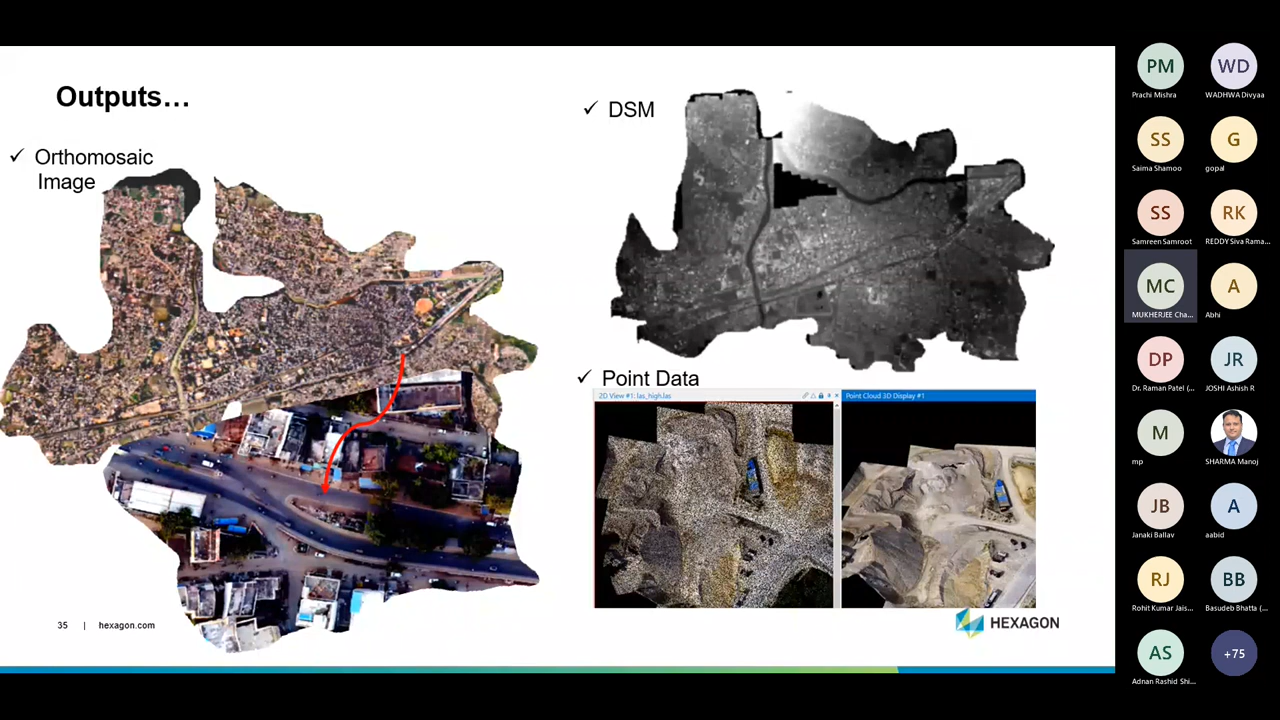 Outputs…
✓ Orthomosaic
Image
✓ DSM
✓ Point Data
2D View #1: las_high.las
Point Cloud 3D Display #1
35 | hexagon.com
HEXAGON
PM
Prachi Mishra
WD
WADHWA Divyaa
SS
Saima Shamoo
G
gopal
SS
Samreen Samroot
RK
REDDY Siva Rama...
MC
MUKHERJEE Cha...
A
Abhi
DP
Dr. Raman Patel (...
JR
JOSHI Ashish R
M
mp
SHARMA Manoj
JB
Janaki Ballav
A
aabid
RJ
Rohit Kumar Jais...
BB
Basudeb Bhatta (...
AS
Adnan Rashid Shi...
+75